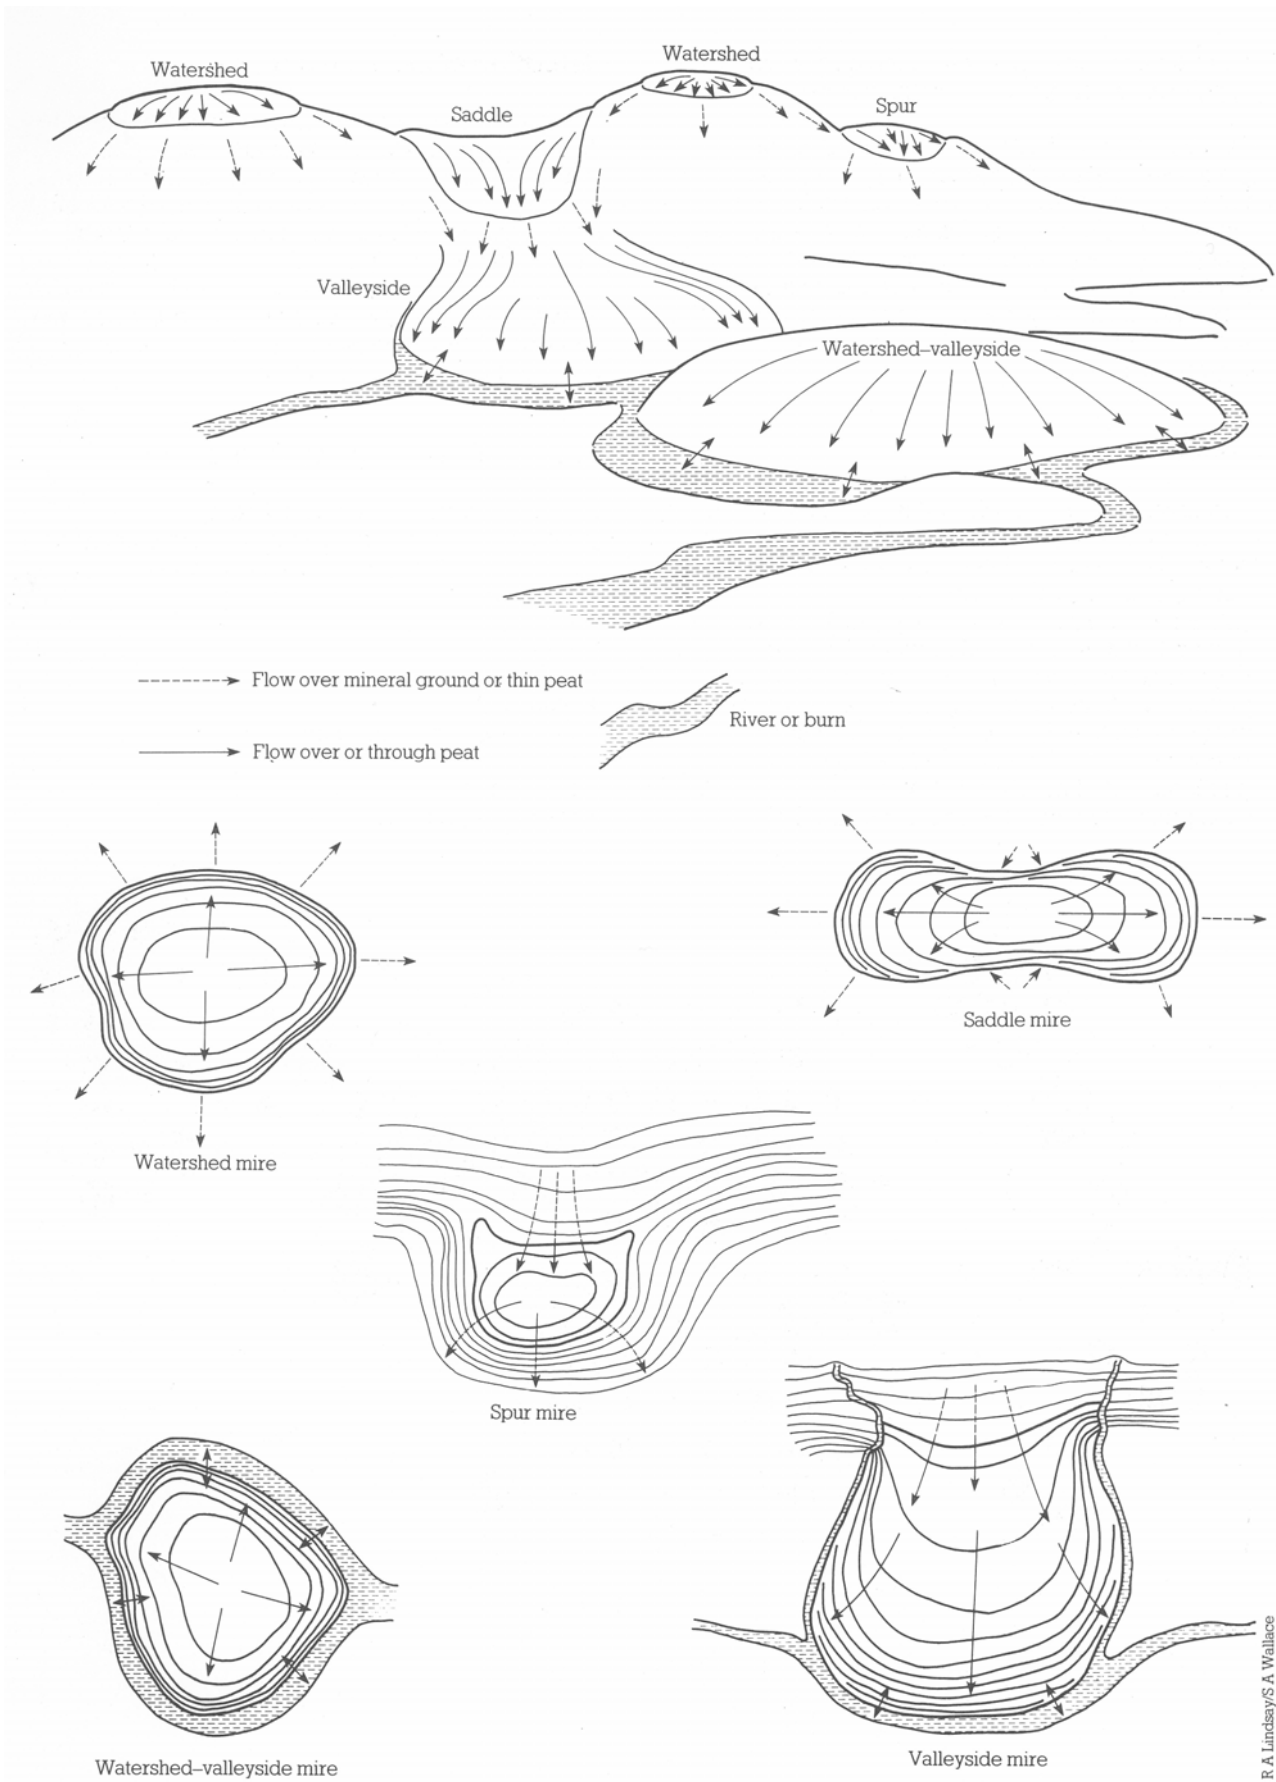 Watershed
Watershed
Saddle
Spur
Valleyside
Watershed–valleyside
Flow over mineral ground or thin peat
River or burn
Flow over or through peat
Saddle mire
Watershed mire
Spur mire
Watershed–valleyside mire
Valleyside mire
R A Lindsay/S A Wallace